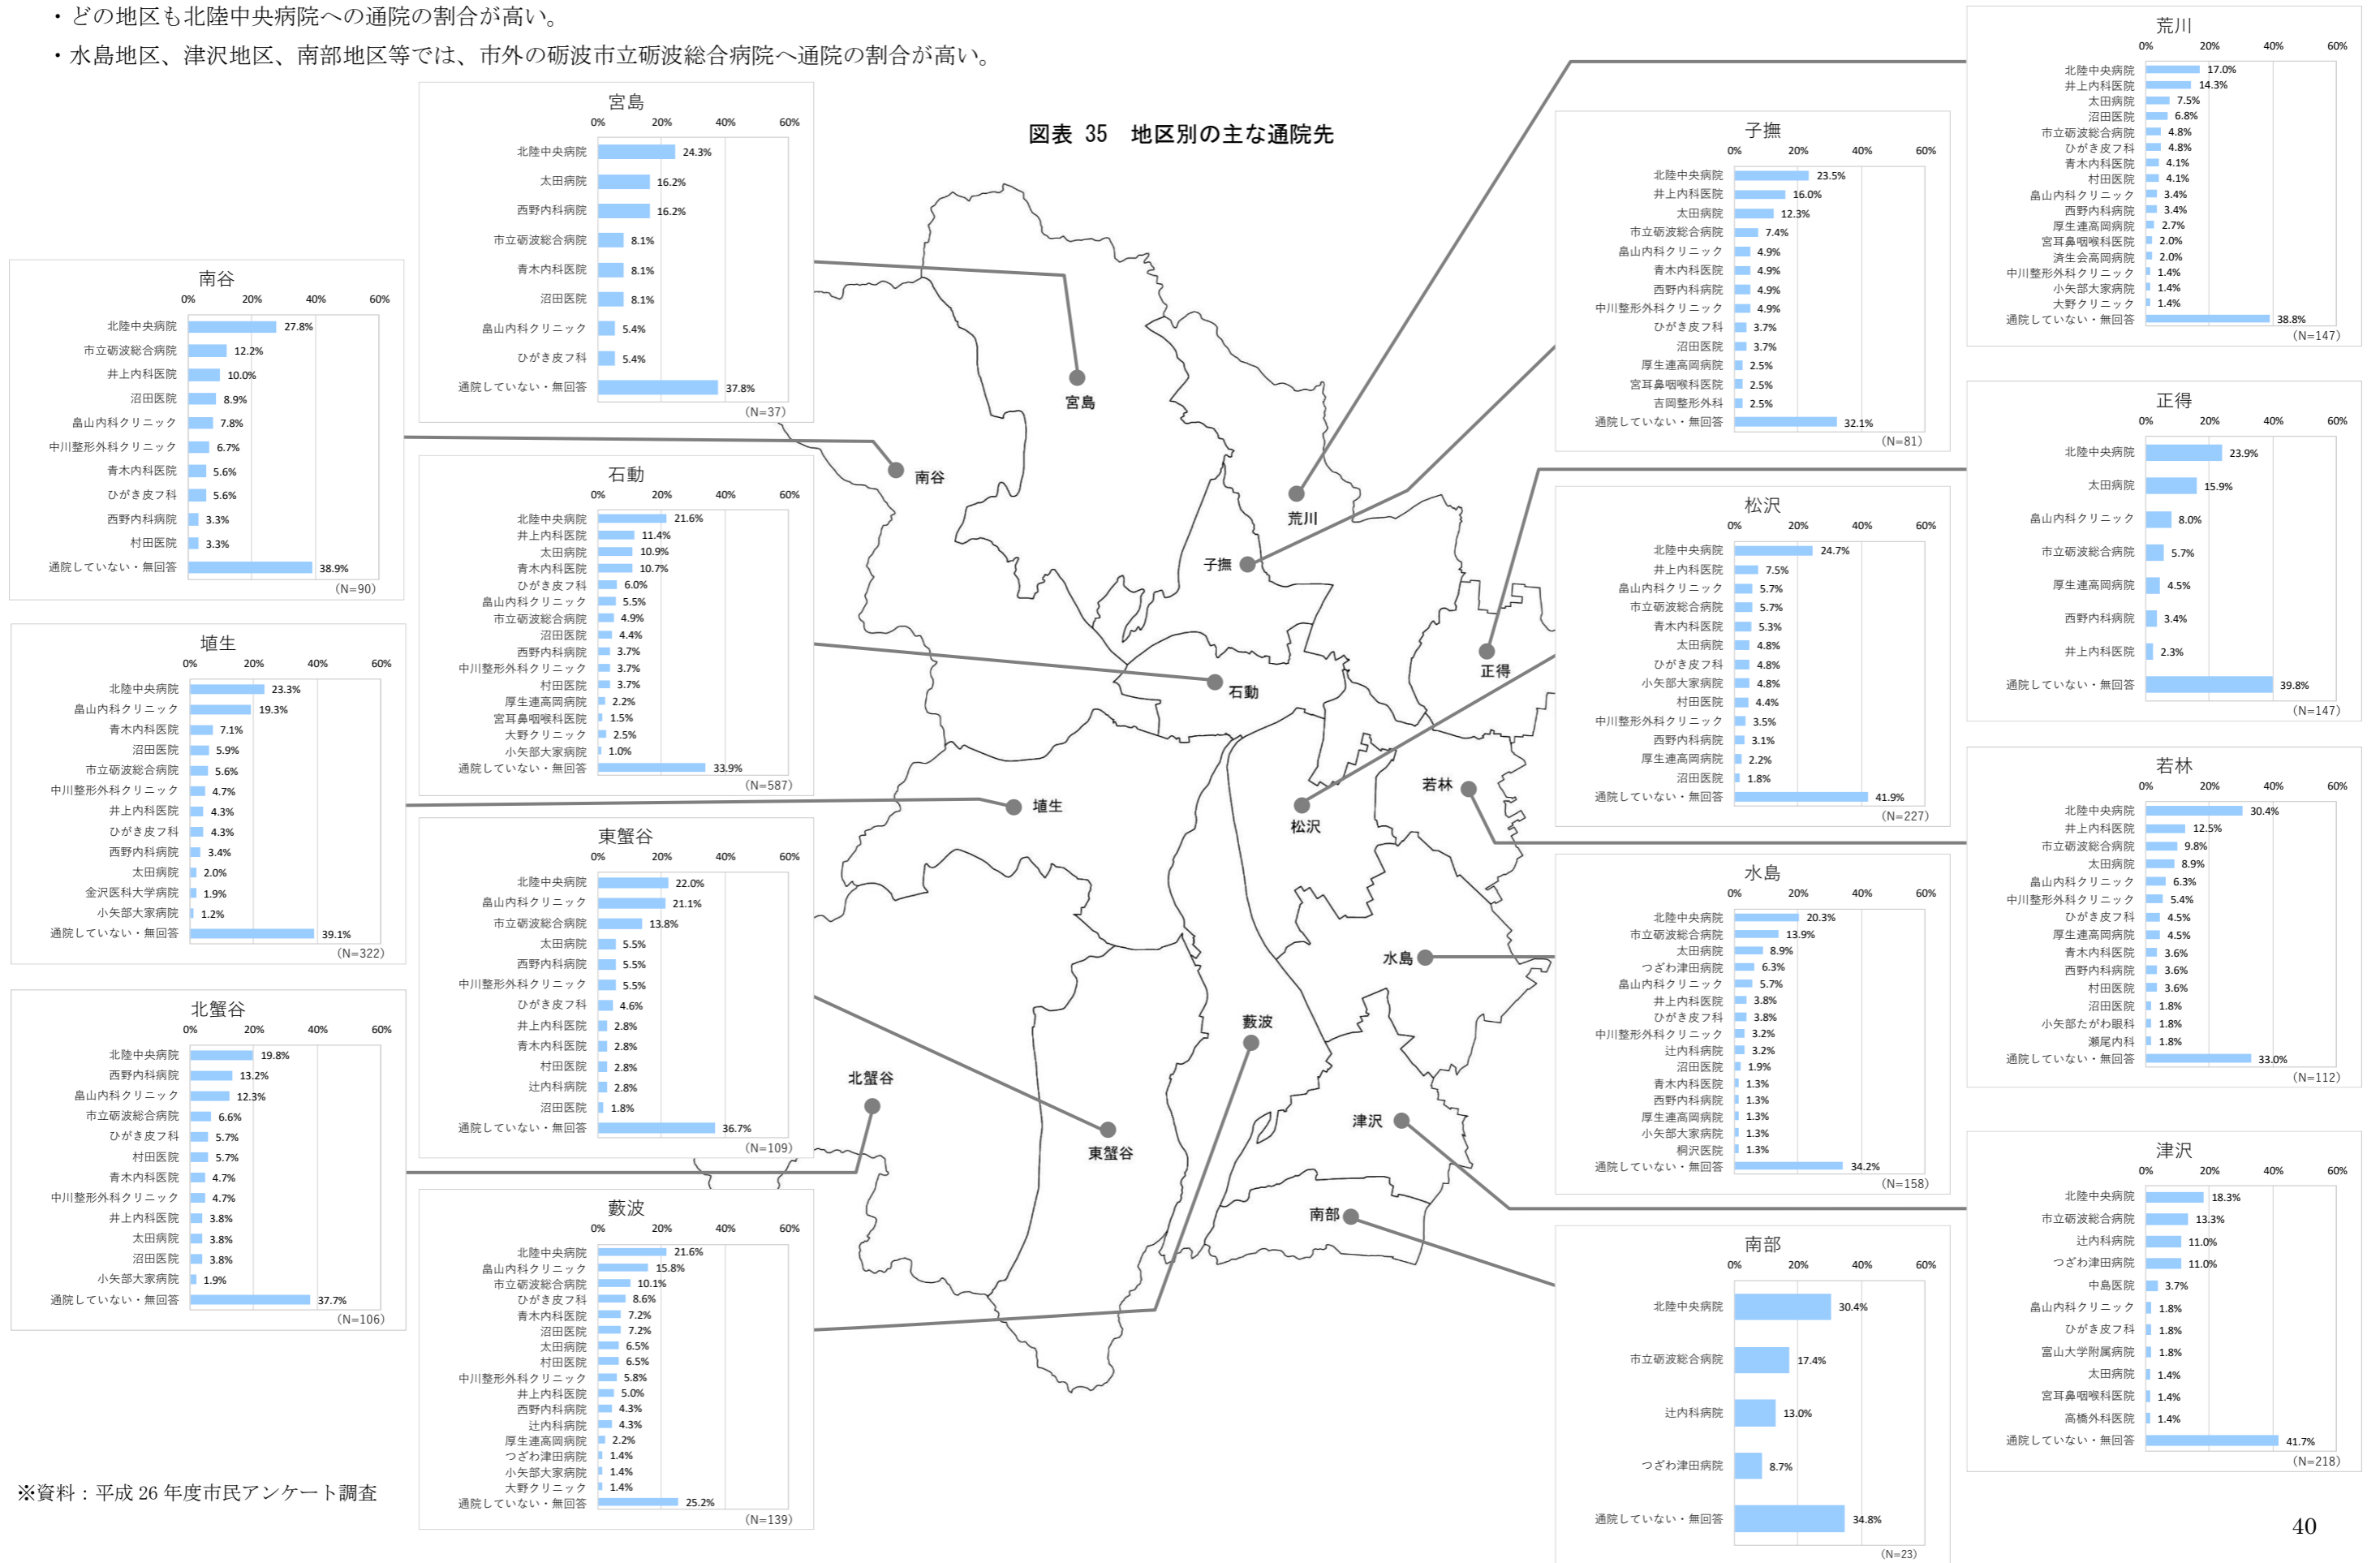 ・どの地区も北陸中央病院への通院の割合が高い。
・水島地区、津沢地区、南部地区等では、市外の砺波市立砺波総合病院へ通院の割合が高い。
図表 35 地区別の主な通院先
宮島
0% 20% 40% 60%
北陸中央病院 24.3%
太田病院 16.2%
西野内科病院 16.2%
市立砺波総合病院 8.1%
青木内科医院 8.1%
沼田医院 8.1%
畠山内科クリニック 5.4%
ひがき皮フ科 5.4%
通院していない・無回答 37.8%
(N=37)
南谷
0% 20% 40% 60%
北陸中央病院 27.8%
市立砺波総合病院 12.2%
井上内科医院 10.0%
沼田医院 8.9%
畠山内科クリニック 7.8%
中川整形外科クリニック 6.7%
青木内科医院 5.6%
ひがき皮フ科 5.6%
西野内科病院 3.3%
村田医院 3.3%
通院していない・無回答 38.9%
(N=90)
石動
0% 20% 40% 60%
北陸中央病院 21.6%
井上内科医院 11.4%
太田病院 10.9%
青木内科医院 10.7%
ひがき皮フ科 6.0%
畠山内科クリニック 5.5%
市立砺波総合病院 4.9%
沼田医院 4.4%
西野内科病院 3.7%
中川整形外科クリニック 3.7%
村田医院 3.7%
厚生連高岡病院 2.2%
宮耳鼻咽喉科医院 1.5%
大野クリニック 2.5%
小矢部大家病院 1.0%
通院していない・無回答 33.9%
(N=587)
埴生
0% 20% 40% 60%
北陸中央病院 23.3%
畠山内科クリニック 19.3%
青木内科医院 7.1%
沼田医院 5.9%
市立砺波総合病院 5.6%
中川整形外科クリニック 4.7%
井上内科医院 4.3%
ひがき皮フ科 4.3%
西野内科病院 3.4%
太田病院 2.0%
金沢医科大学病院 1.9%
小矢部大家病院 1.2%
通院していない・無回答 39.1%
(N=322)
東蟹谷
0% 20% 40% 60%
北陸中央病院 22.0%
畠山内科クリニック 21.1%
市立砺波総合病院 13.8%
太田病院 5.5%
西野内科病院 5.5%
中川整形外科クリニック 5.5%
ひがき皮フ科 4.6%
井上内科医院 2.8%
青木内科医院 2.8%
村田医院 2.8%
辻内科病院 2.8%
沼田医院 1.8%
通院していない・無回答 36.7%
(N=109)
北蟹谷
0% 20% 40% 60%
北陸中央病院 19.8%
西野内科病院 13.2%
畠山内科クリニック 12.3%
市立砺波総合病院 6.6%
ひがき皮フ科 5.7%
村田医院 5.7%
青木内科医院 4.7%
中川整形外科クリニック 4.7%
井上内科医院 3.8%
太田病院 3.8%
沼田医院 3.8%
小矢部大家病院 1.9%
通院していない・無回答 37.7%
(N=106)
藪波
0% 20% 40% 60%
北陸中央病院 21.6%
畠山内科クリニック 15.8%
市立砺波総合病院 10.1%
ひがき皮フ科 8.6%
青木内科医院 7.2%
沼田医院 7.2%
太田病院 6.5%
村田医院 6.5%
中川整形外科クリニック 5.8%
井上内科医院 5.0%
西野内科病院 4.3%
辻内科病院 4.3%
厚生連高岡病院 2.2%
つざわ津田病院 1.4%
小矢部大家病院 1.4%
大野クリニック 1.4%
通院していない・無回答 25.2%
(N=139)
宮島
南谷
荒川
子撫
正得
石動
埴生
松沢
若林
水島
藪波
北蟹谷
東蟹谷
津沢
南部
子撫
0% 20% 40% 60%
北陸中央病院 23.5%
井上内科医院 16.0%
太田病院 12.3%
市立砺波総合病院 7.4%
畠山内科クリニック 4.9%
青木内科医院 4.9%
西野内科病院 4.9%
中川整形外科クリニック 4.9%
ひがき皮フ科 3.7%
沼田医院 3.7%
厚生連高岡病院 2.5%
宮耳鼻咽喉科医院 2.5%
吉岡整形外科 2.5%
通院していない・無回答 32.1%
(N=81)
松沢
0% 20% 40% 60%
北陸中央病院 24.7%
井上内科医院 7.5%
畠山内科クリニック 5.7%
市立砺波総合病院 5.7%
青木内科医院 5.3%
太田病院 4.8%
ひがき皮フ科 4.8%
小矢部大家病院 4.8%
村田医院 4.4%
中川整形外科クリニック 3.5%
西野内科病院 3.1%
厚生連高岡病院 2.2%
沼田医院 1.8%
通院していない・無回答 41.9%
(N=227)
水島
0% 20% 40% 60%
北陸中央病院 20.3%
市立砺波総合病院 13.9%
太田病院 8.9%
つざわ津田病院 6.3%
畠山内科クリニック 5.7%
井上内科医院 3.8%
ひがき皮フ科 3.8%
中川整形外科クリニック 3.2%
辻内科病院 3.2%
沼田医院 1.9%
青木内科医院 1.3%
西野内科病院 1.3%
厚生連高岡病院 1.3%
小矢部大家病院 1.3%
桐沢医院 1.3%
通院していない・無回答 34.2%
(N=158)
南部
0% 20% 40% 60%
北陸中央病院 30.4%
市立砺波総合病院 17.4%
辻内科病院 13.0%
つざわ津田病院 8.7%
通院していない・無回答 34.8%
(N=23)
荒川
0% 20% 40% 60%
北陸中央病院 17.0%
井上内科医院 14.3%
太田病院 7.5%
沼田医院 6.8%
市立砺波総合病院 4.8%
ひがき皮フ科 4.8%
青木内科医院 4.1%
村田医院 4.1%
畠山内科クリニック 3.4%
西野内科病院 3.4%
厚生連高岡病院 2.7%
宮耳鼻咽喉科医院 2.0%
済生会高岡病院 2.0%
中川整形外科クリニック 1.4%
小矢部大家病院 1.4%
大野クリニック 1.4%
通院していない・無回答 38.8%
(N=147)
正得
0% 20% 40% 60%
北陸中央病院 23.9%
太田病院 15.9%
畠山内科クリニック 8.0%
市立砺波総合病院 5.7%
厚生連高岡病院 4.5%
西野内科病院 3.4%
井上内科医院 2.3%
通院していない・無回答 39.8%
(N=147)
若林
0% 20% 40% 60%
北陸中央病院 30.4%
井上内科医院 12.5%
市立砺波総合病院 9.8%
太田病院 8.9%
畠山内科クリニック 6.3%
中川整形外科クリニック 5.4%
ひがき皮フ科 4.5%
厚生連高岡病院 4.5%
青木内科医院 3.6%
西野内科病院 3.6%
村田医院 3.6%
沼田医院 1.8%
小矢部たがわ眼科 1.8%
瀬尾内科 1.8%
通院していない・無回答 33.0%
(N=112)
津沢
0% 20% 40% 60%
北陸中央病院 18.3%
市立砺波総合病院 13.3%
辻内科病院 11.0%
つざわ津田病院 11.0%
中島医院 3.7%
畠山内科クリニック 1.8%
ひがき皮フ科 1.8%
富山大学附属病院 1.8%
太田病院 1.4%
宮耳鼻咽喉科医院 1.4%
高橋外科医院 1.4%
通院していない・無回答 41.7%
(N=218)
※資料：平成 26 年度市民アンケート調査
40